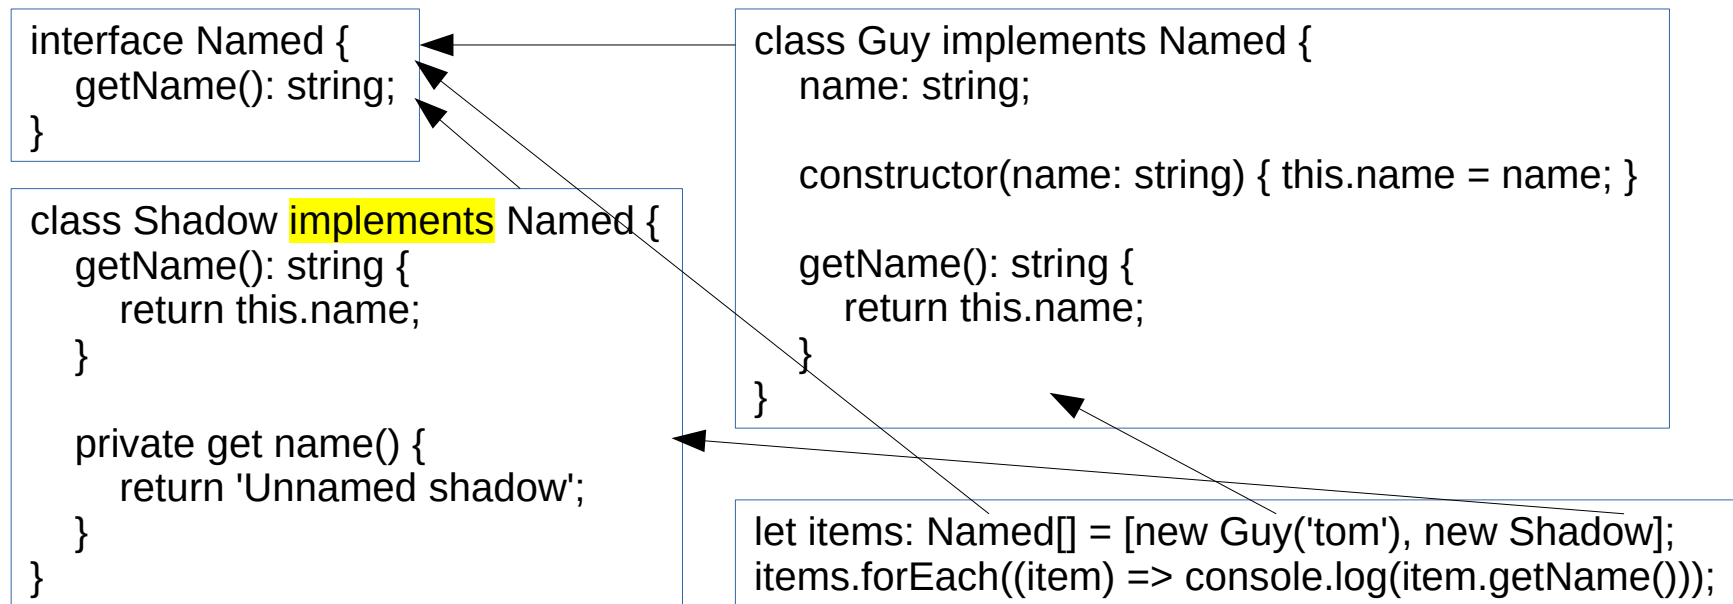 interface Named {
getName(): string;
}
class Shadow implements Named {
getName(): string {
return this.name;
}
private get name() {
return 'Unnamed shadow';
}
}
class Guy implements Named {
name: string;
constructor(name: string) { this.name = name; }
getName(): string {
return this.name;
}
}
let items: Named[] = [new Guy('tom'), new Shadow];
items.forEach((item) => console.log(item.getName()));